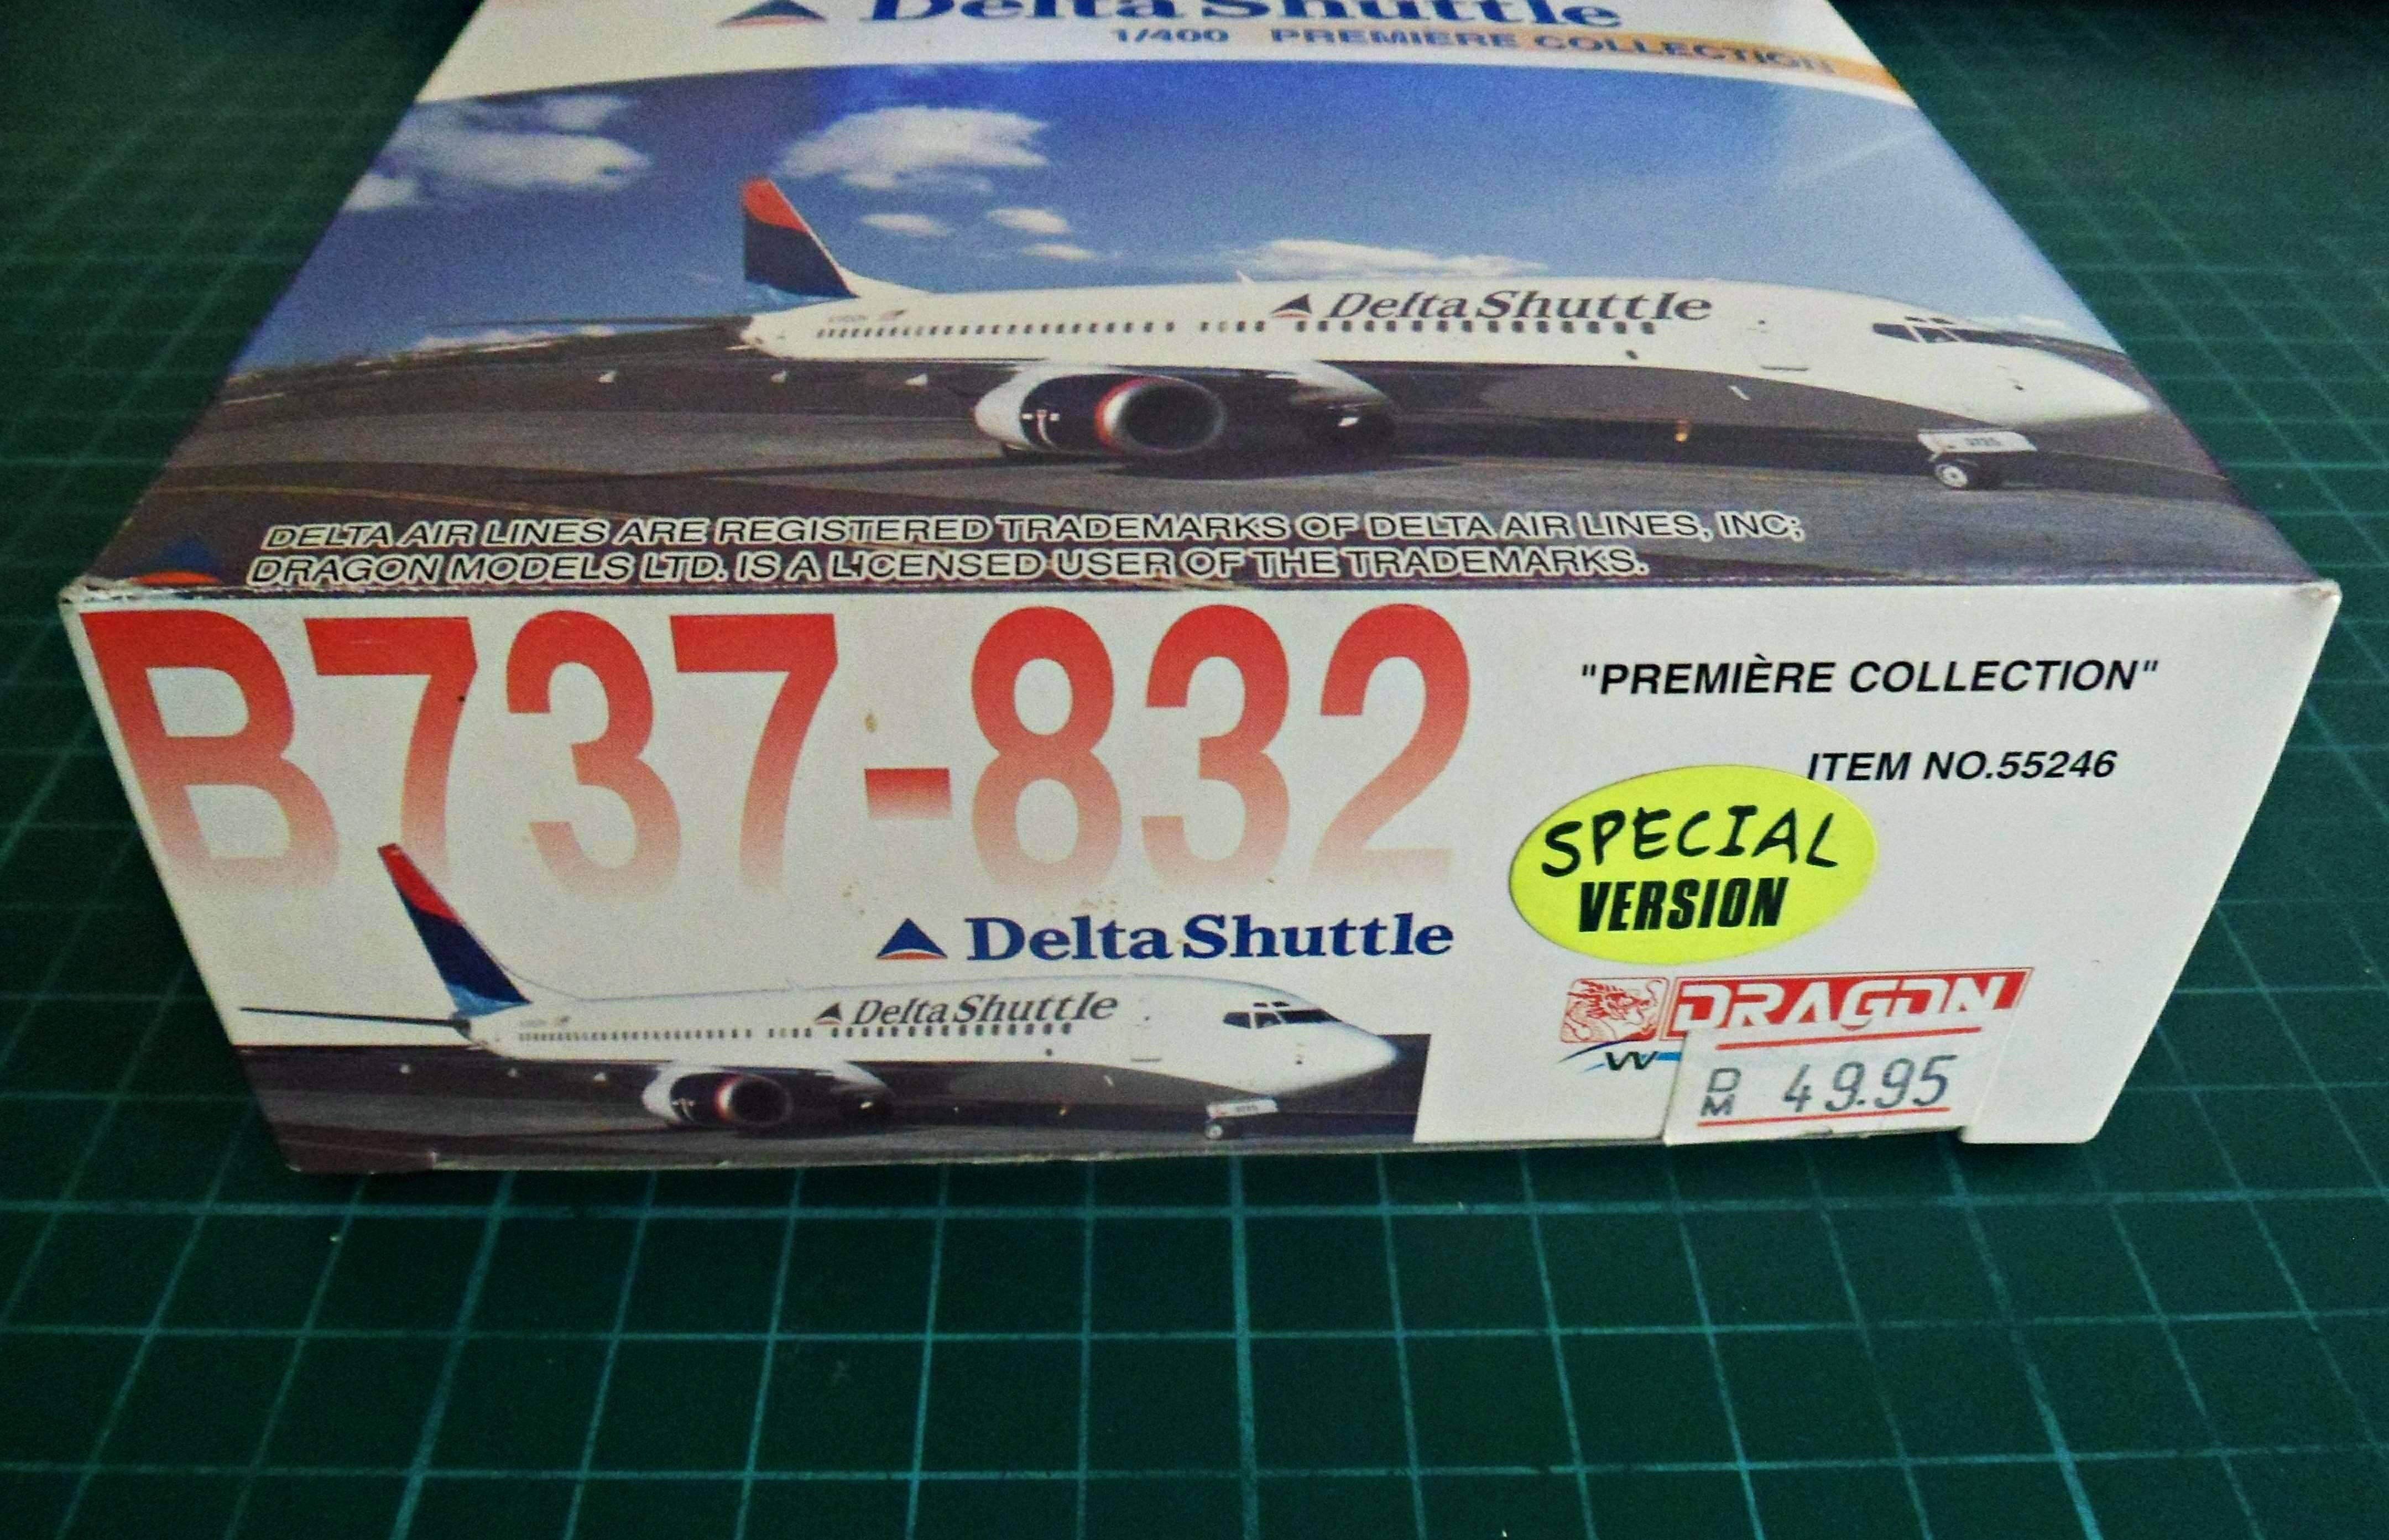 Delta Shuttle
1/400 PREMIERE COLLECTION
Delta Shuttle
DELTA AIR LINES ARE REGISTERED TRADEMARKS OF DELTA AIR LINES, INC;
DRAGON MODELS LTD. IS A LICENSED USER OF THE TRADEMARKS.
B737-832
"PREMIÈRE COLLECTION"
ITEM NO.55246
SPECIAL
VERSION
Delta Shuttle
Delta Shuttle
DRAGON
W
DM 49.95